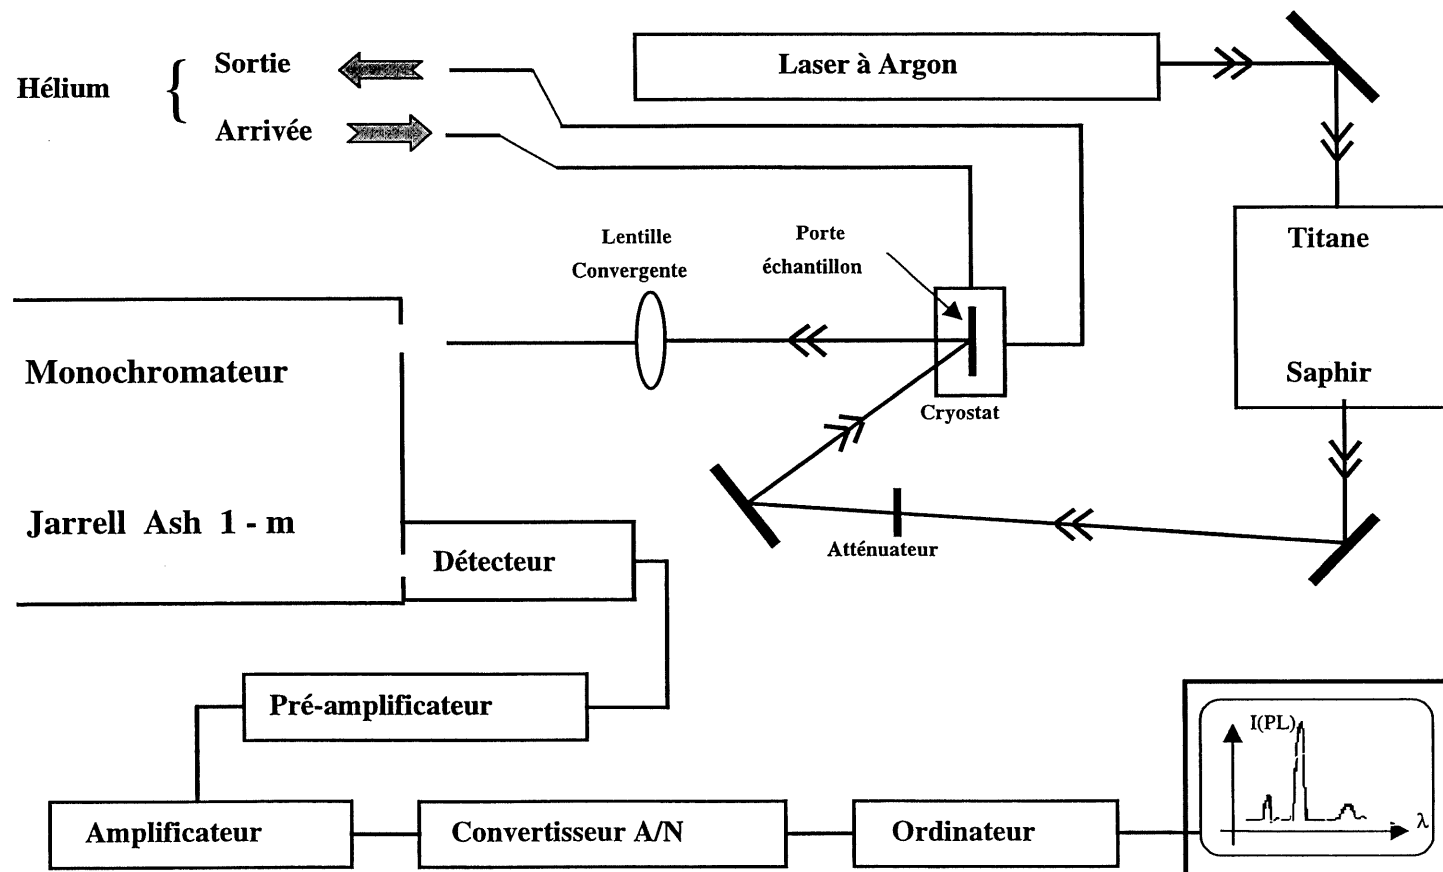 Hélium
Sortie
Arrivée
Laser à Argon
Titane
Saphir
Lentille
Convergente
Porte
échantillon
Cryostat
Monochromateur
Jarrell Ash 1 - m
Détecteur
Atténuateur
Pré-amplificateur
Amplificateur
Convertisseur A/N
Ordinateur
I(PL)
λ